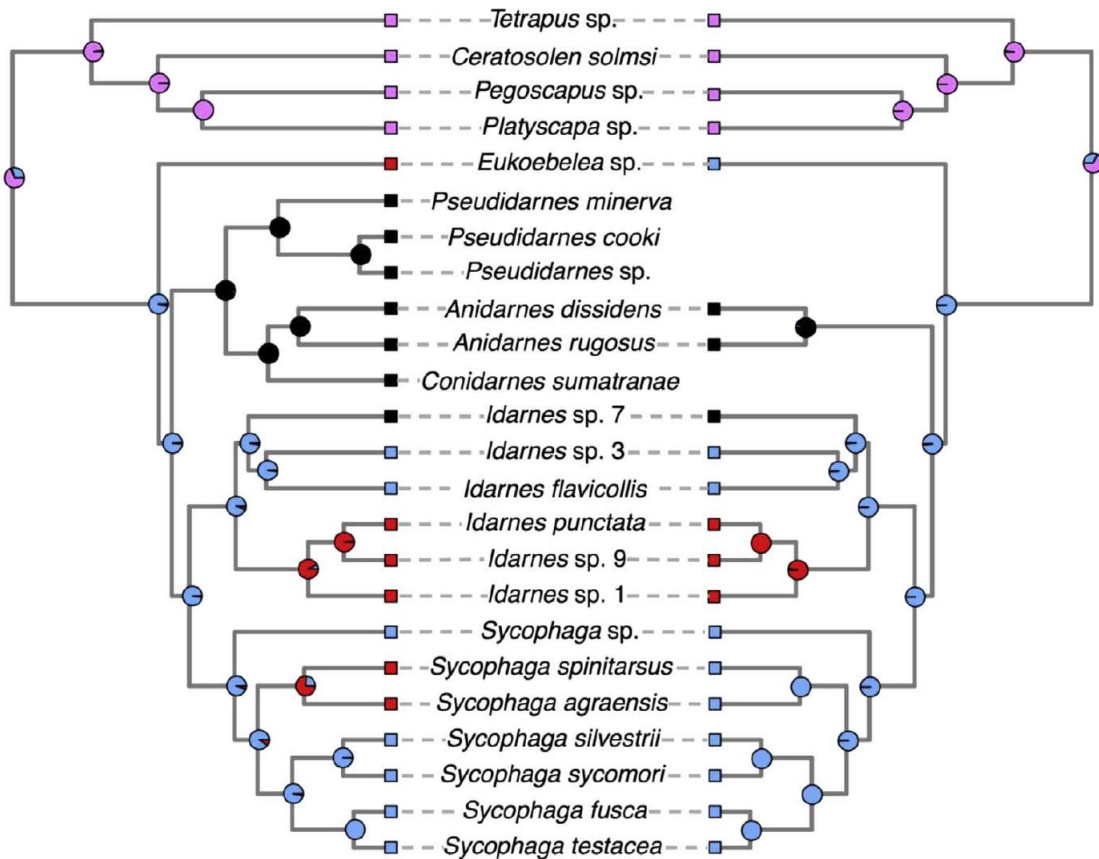 Tetrapus sp.
Ceratosolen solmsi
Pegoscapus sp.
Platyscapa sp.
Eukoebelea sp.
Pseudidarnes minerva
Pseudidarnes cooki
Pseudidarnes sp.
Anidarnes dissidens
Anidarnes rugosus
Conidarnes sumatranae
Idarnes sp. 7
Idarnes sp. 3
Idarnes flavicollis
Idarnes punctata
Idarnes sp. 9
Idarnes sp. 1
Sycophaga sp.
Sycophaga spinitarsus
Sycophaga agraensis
Sycophaga silvestrii
Sycophaga sycomori
Sycophaga fusca
Sycophaga testacea